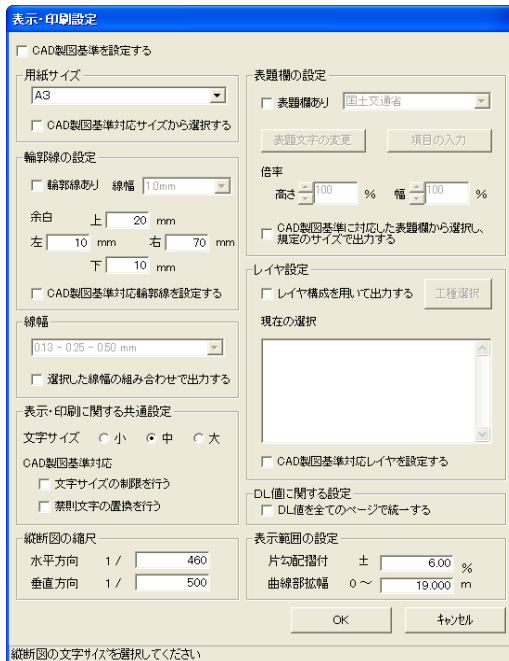 表示・印刷設定
CAD製図基準を設定する
用紙サイズ
A3
CAD製図基準対応サイズから選択する
輪郭線の設定
輪郭線あり 線幅 1.0mm
余白 上 20 mm
左 10 mm 右 70 mm
下 10 mm
CAD製図基準対応輪郭線を設定する
線幅
0.13 - 0.25 - 0.50 mm
選択した線幅の組み合わせで出力する
表示・印刷に関する共通設定
文字サイズ 小 中 大
CAD製図基準対応
文字サイズの制限を行う
禁則文字の置換を行う
縦断図の縮尺
水平方向 1 / 460
垂直方向 1 / 500
表題欄の設定
表題欄あり 国土交通省
表題文字の変更 項目の入力
倍率
高さ 100 % 幅 100 %
CAD製図基準に対応した表題欄から選択し、
規定のサイズで出力する
レイヤ設定
レイヤ構成を用いて出力する 工種選択
現在の選択
CAD製図基準対応レイヤを設定する
DL値に関する設定
DL値を全てのページで統一する
表示範囲の設定
片勾配摺付 ± 6.00 %
曲線部拡幅 0 ～ 19.000 m
OK キャンセル
縦断図の文字サイズを選択してください